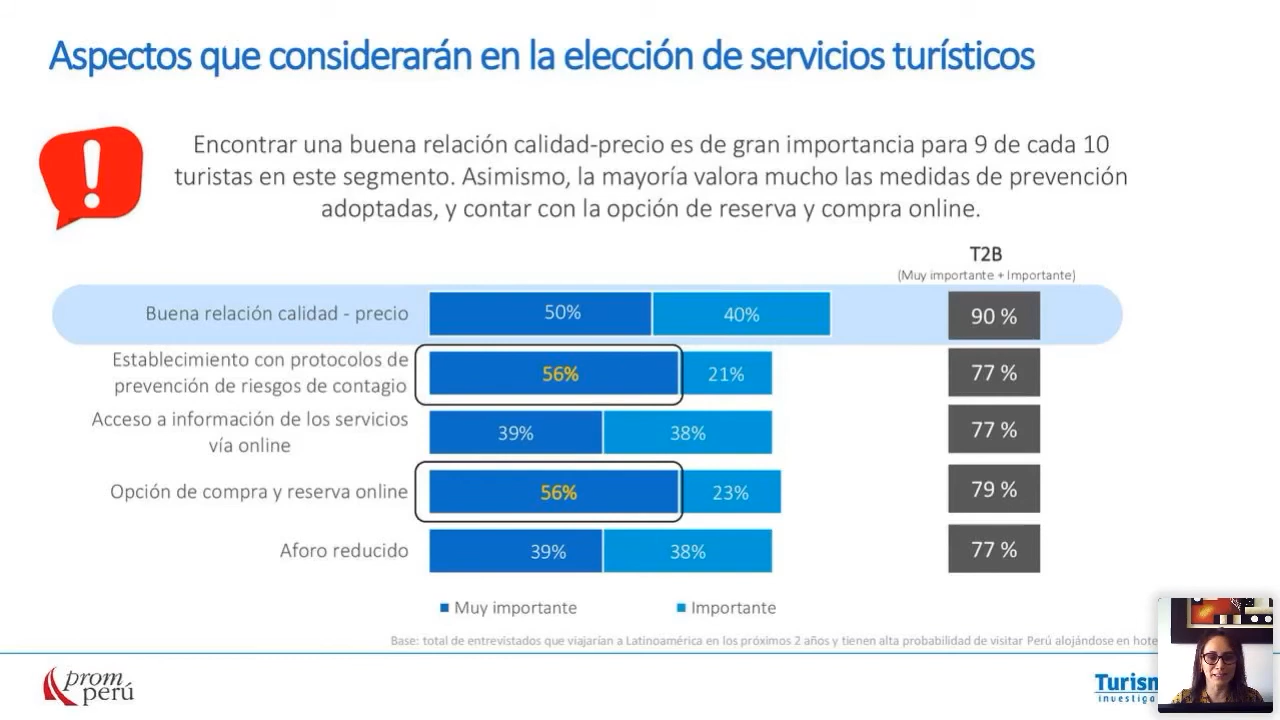 Aspectos que considerarán en la elección de servicios turísticos
Encontrar una buena relación calidad-precio es de gran importancia para 9 de cada 10
turistas en este segmento. Asimismo, la mayoría valora mucho las medidas de prevención
adoptadas, y contar con la opción de reserva y compra online.
T2B
(Muy importante + Importante)
Buena relación calidad - precio 50% 40% 90 %
Establecimiento con protocolos de
prevención de riesgos de contagio 56% 21% 77 %
Acceso a información de los servicios
vía online 39% 38% 77 %
Opción de compra y reserva online 56% 23% 79 %
Aforo reducido 39% 38% 77 %
Muy importante Importante
Base: total de entrevistados que viajarían a Latinoamérica en los próximos 2 años y tienen alta probabilidad de visitar Perú alojándose en
prom
perú